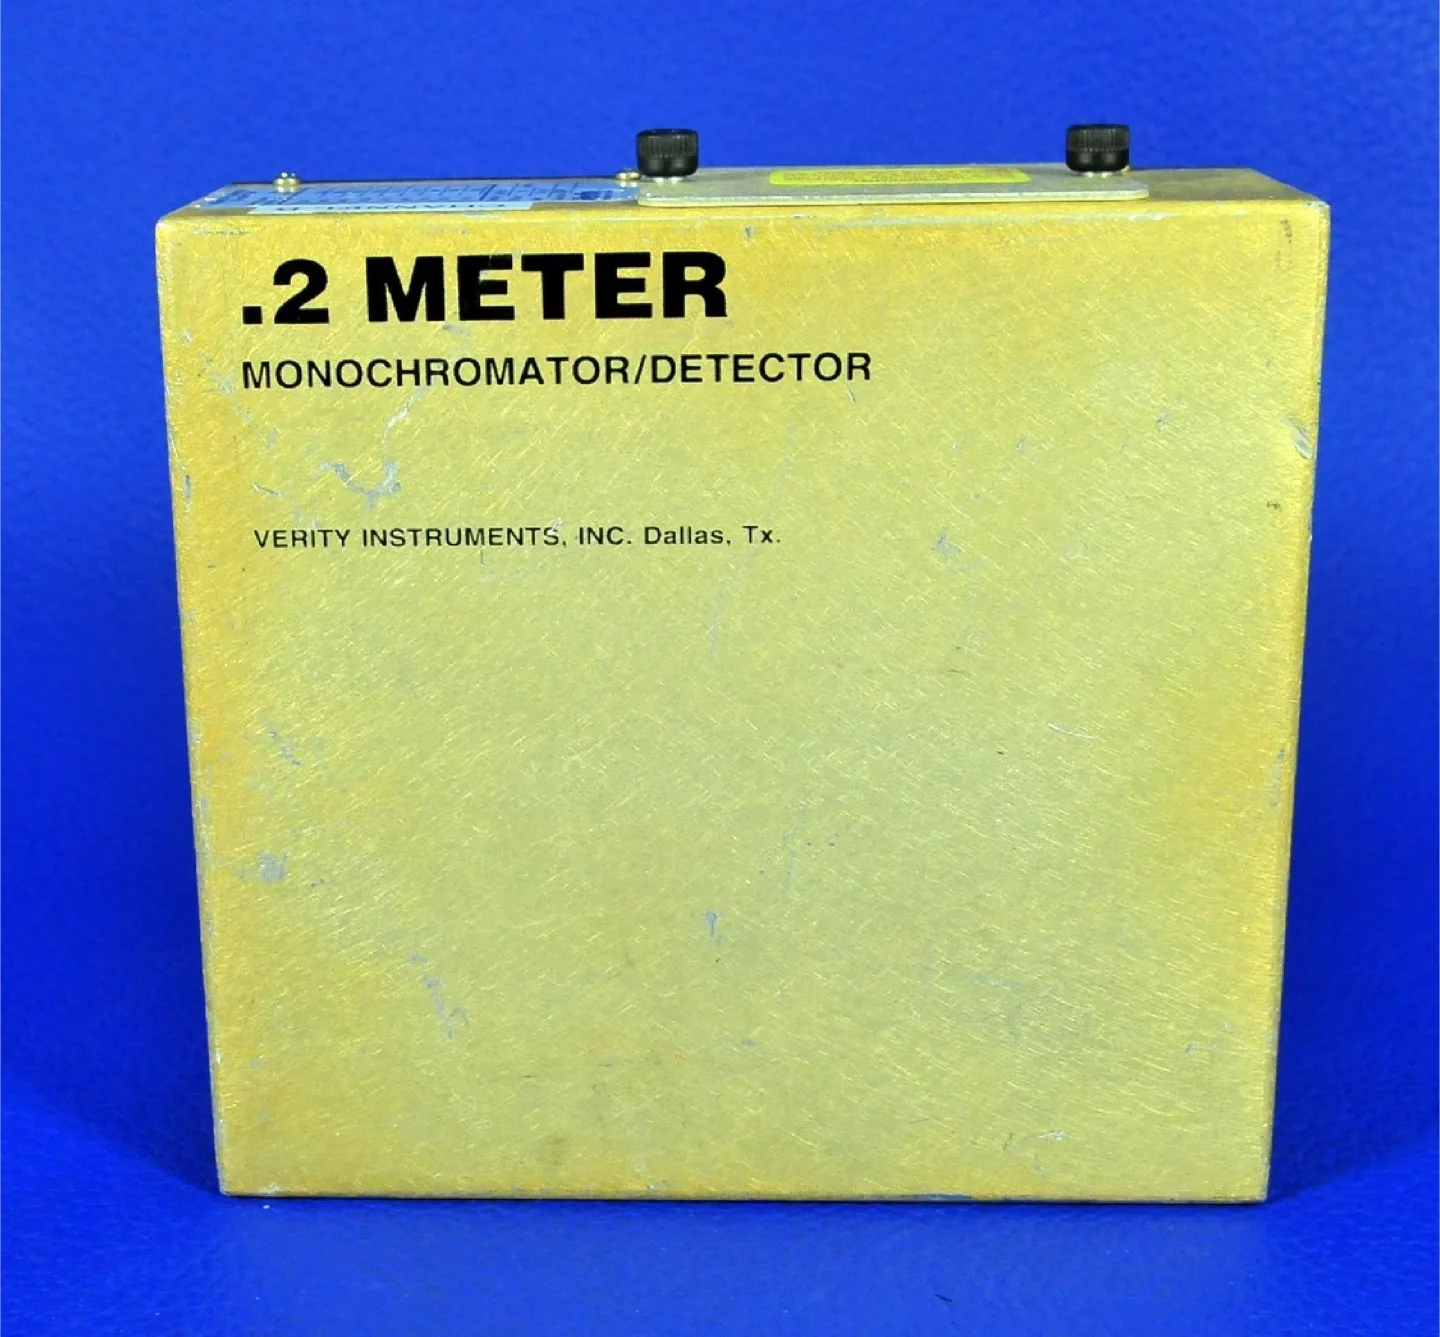 .2 METER
MONOCHROMATOR/DETECTOR
VERITY INSTRUMENTS, INC. Dallas, Tx.